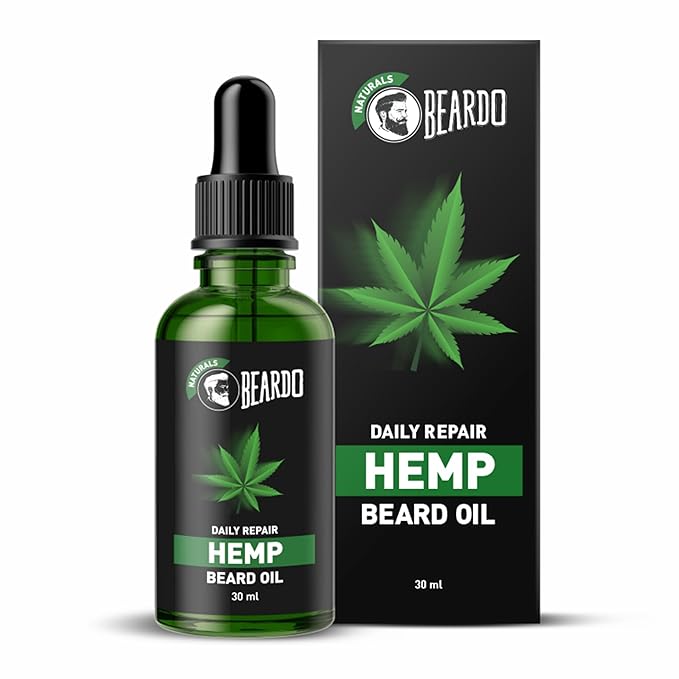 NATURALS
BEARDO
DAILY REPAIR
HEMP
BEARD OIL
30 ml
NATURALS
BEARDO
DAILY REPAIR
HEMP
BEARD OIL
30 ml